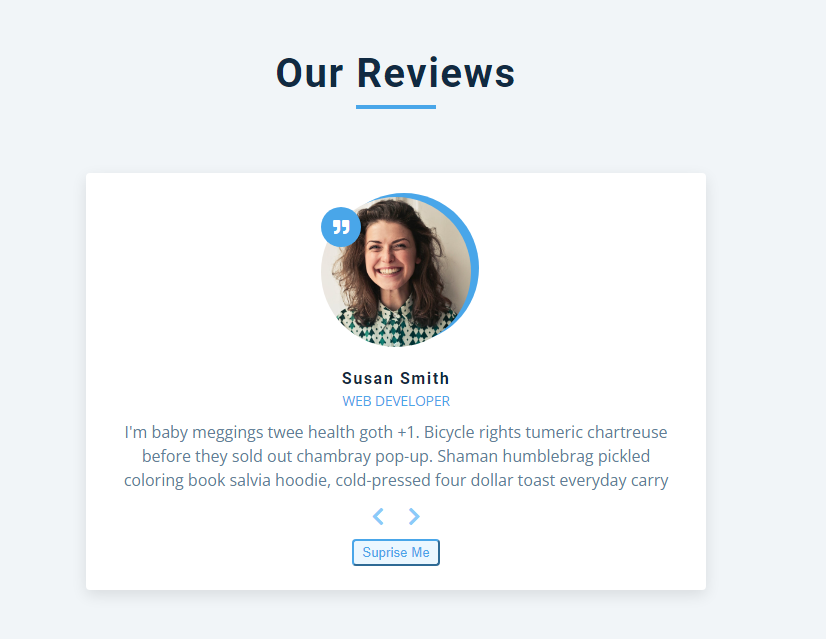 Our Reviews
Susan Smith
WEB DEVELOPER
I'm baby meggings twee health goth +1. Bicycle rights tumeric chartreuse
before they sold out chambray pop-up. Shaman humblebrag pickled
coloring book salvia hoodie, cold-pressed four dollar toast everyday carry
Suprise Me